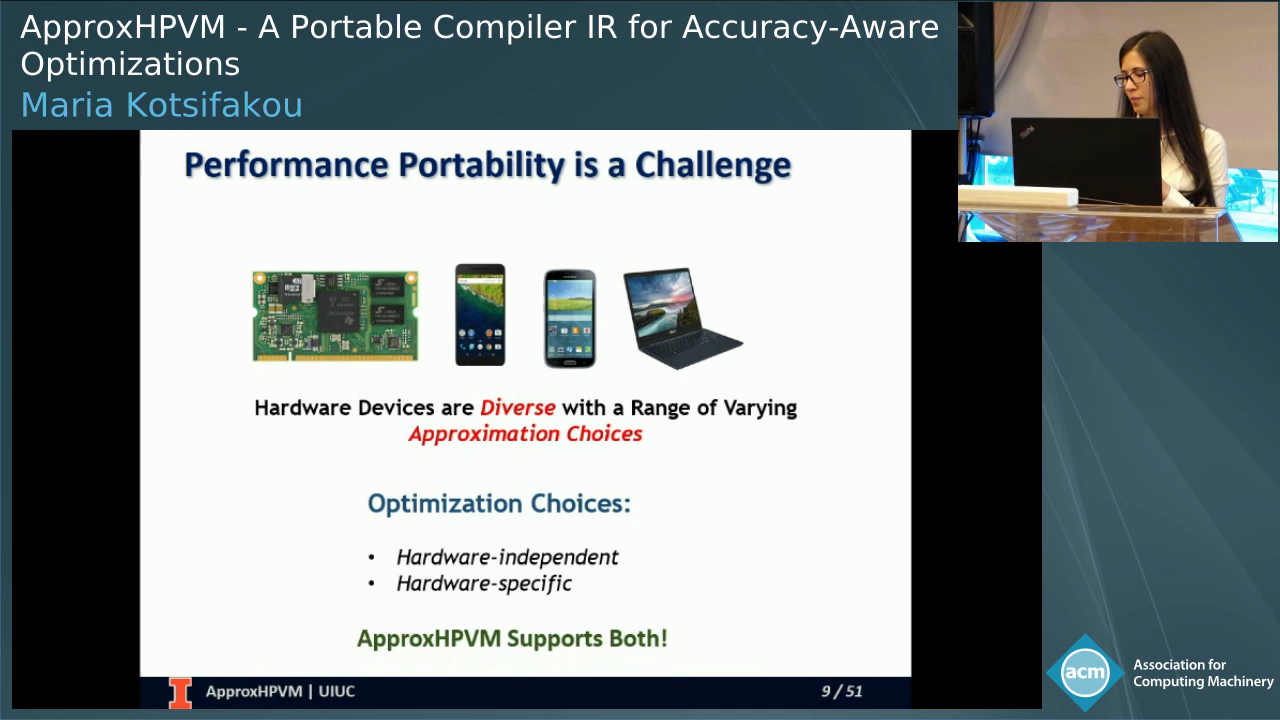 ApproxHPVM - A Portable Compiler IR for Accuracy-Aware
Optimizations
Maria Kotsifakou
Performance Portability is a Challenge
Hardware Devices are Diverse with a Range of Varying
Approximation Choices
Optimization Choices:
• Hardware-independent
• Hardware-specific
ApproxHPVM Supports Both!
ApproxHPVM | UIUC
9 / 51
acm
Association for
Computing Machinery